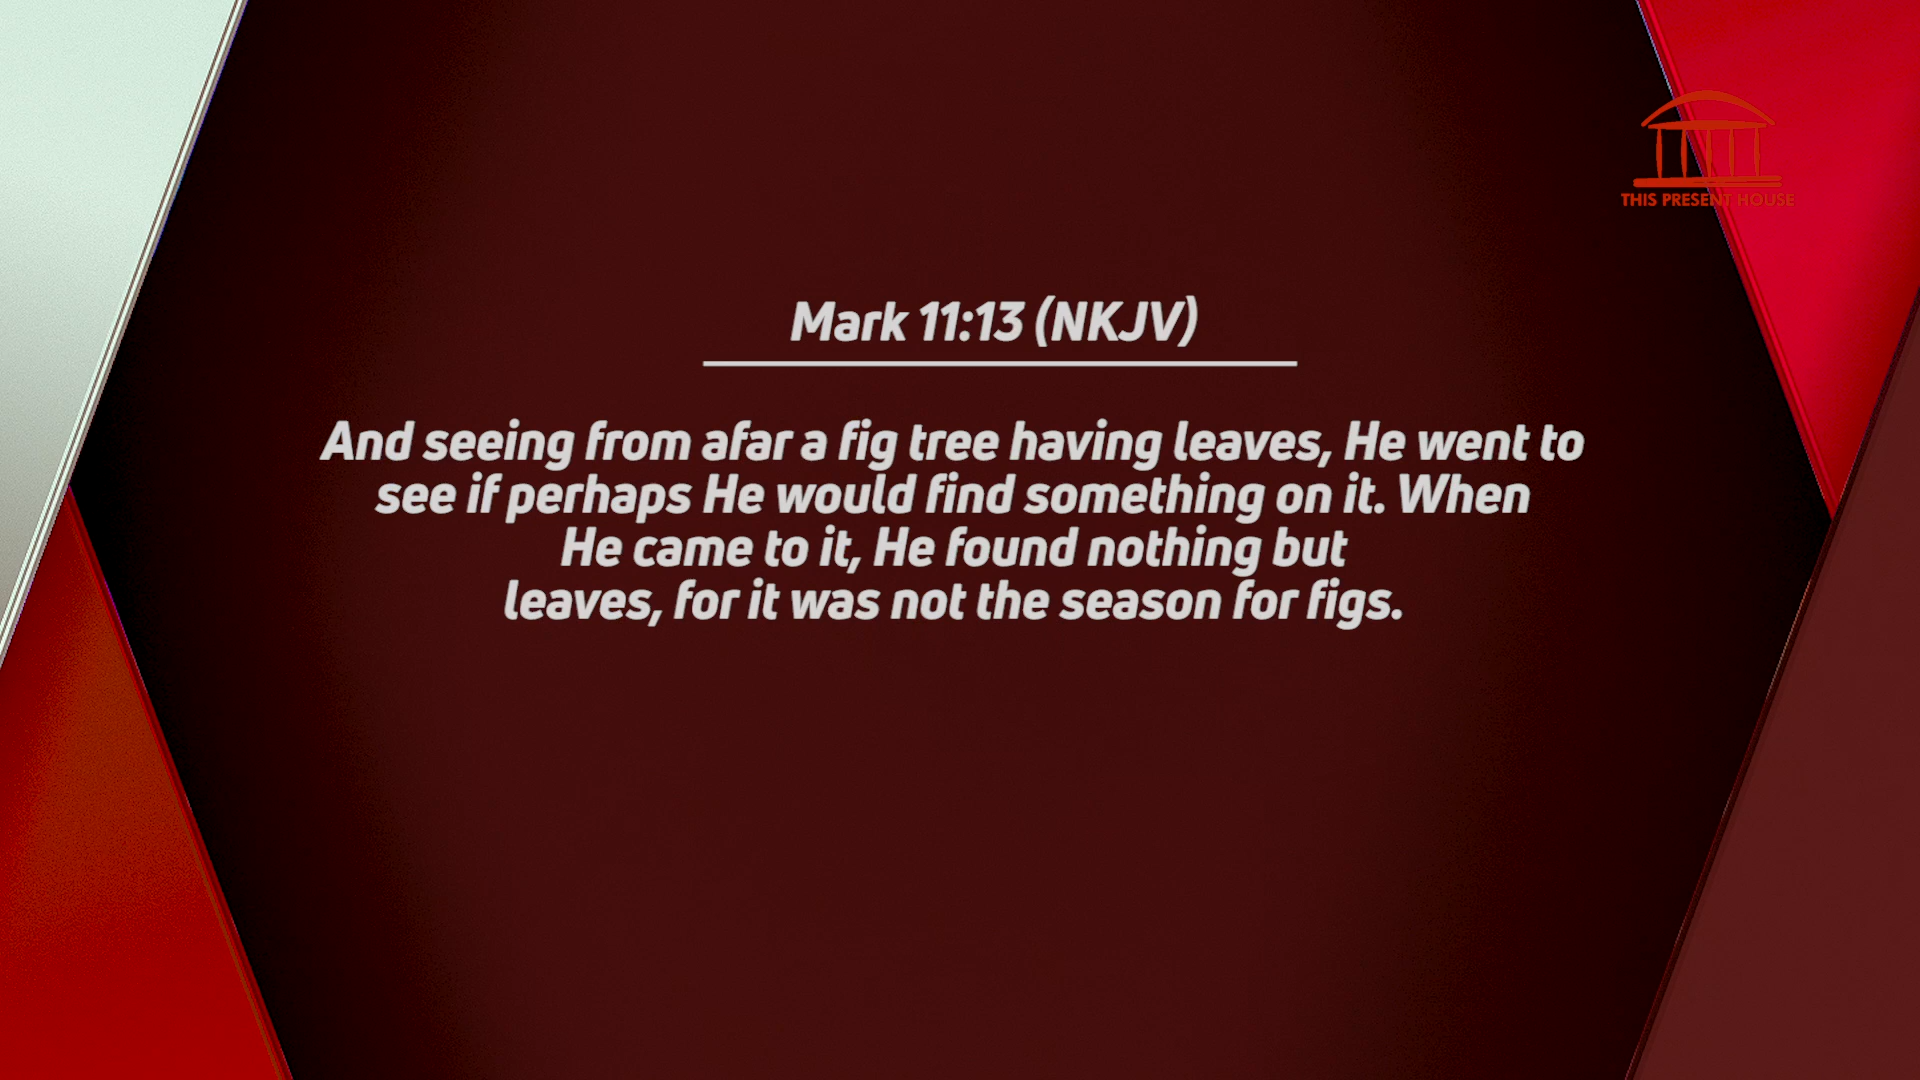 THIS PRESENT HOUSE
Mark 11:13 (NKJV)
And seeing from afar a fig tree having leaves, He went to
see if perhaps He would find something on it. When
He came to it, He found nothing but
leaves, for it was not the season for figs.